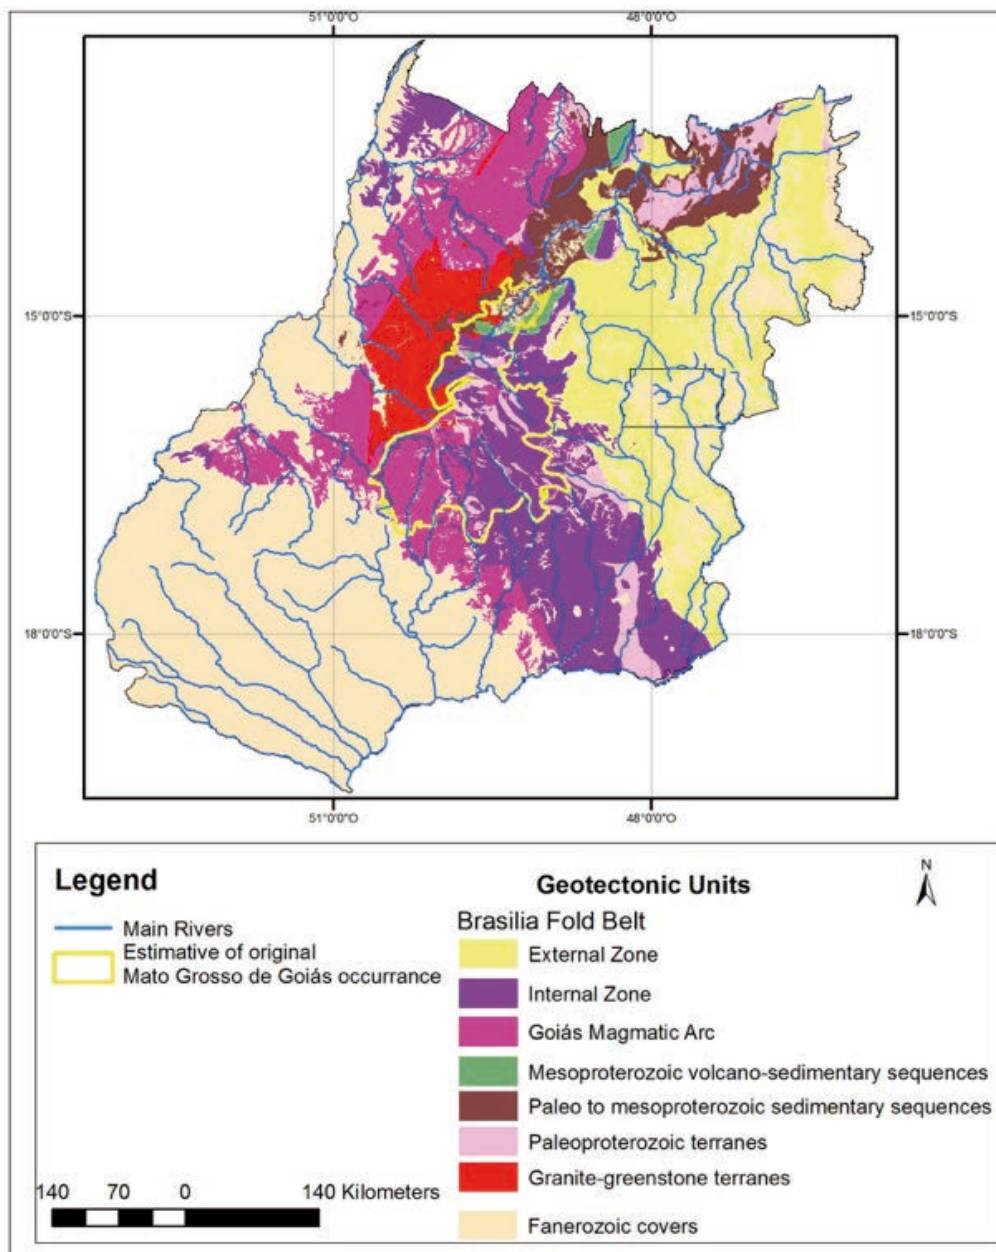 51°0'0"O 48°0'0"O
15°0'0"S 15°0'0"S
18°0'0"S 18°0'0"S
51°0'0"O 48°0'0"O
Legend
Main Rivers
Estimative of original
Mato Grosso de Goiás occurrance
140 70 0 140 Kilometers
Geotectonic Units
N
Brasilia Fold Belt
External Zone
Internal Zone
Goiás Magmatic Arc
Mesoproterozoic volcano-sedimentary sequences
Paleo to mesoproterozoic sedimentary sequences
Paleoproterozoic terranes
Granite-greenstone terranes
Fanerozoic covers